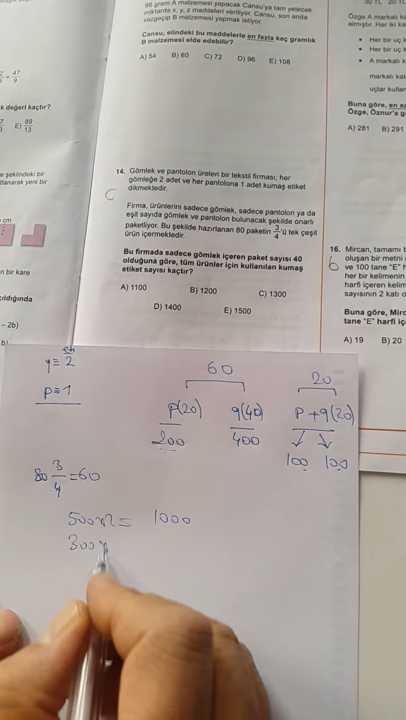 96 gram A malzemesi yapacak Cansu'ya tam yetecek
miktarda x, y, z maddeleri veriliyor. Cansu, son anda
vazgeçip B malzemesi yapmak istiyor.
Cansu, elindeki bu maddelerle en fazla kaç gramlık
B malzemesi elde edebilir?
A) 54 B) 60 C) 72 D) 96 E) 108
k değeri kaçtır?
E) 89/13
e şeklindeki bir
llanarak yeni bir
cm
n bir kare
çıldığında
- 2b)
14. Gömlek ve pantolon üreten bir tekstil firması, her
gömleğe 2 adet ve her pantolona 1 adet kumaş etiket
dikmektedir.
C
Firma, ürünlerini sadece gömlek, sadece pantolon ya da
eşit sayıda gömlek ve pantolon bulunacak şekilde onarlı
paketliyor. Bu şekilde hazırlanan 80 paketin 3/4 'ü tek çeşit
ürün içermektedir.
Bu firmada sadece gömlek içeren paket sayısı 40
olduğuna göre, tüm ürünler için kullanılan kumaş
etiket sayısı kaçtır?
A) 1100 B) 1200 C) 1300
D) 1400 E) 1500
Özge A markalı k
almıştır. Her iki ka
• Her bir uç k
• Her bir uç k
• A markalı k
markalı kal
uçlar kullan
Buna göre, en az
Özge, Öznur'a g
A) 281 B) 291
16. Mircan, tamamı b
oluşan bir metni
ve 100 tane "E" h
her bir kelimenin
harfi içeren kelim
sayısının 2 katı o
Buna göre, Mirc
tane "E" harfi iç
A) 19 B) 20
q = 2
p = 1
60
20
p(20) q(40) p+q(20)
200 400 100 100
80 3/4 = 60
500x2 = 1000
300x